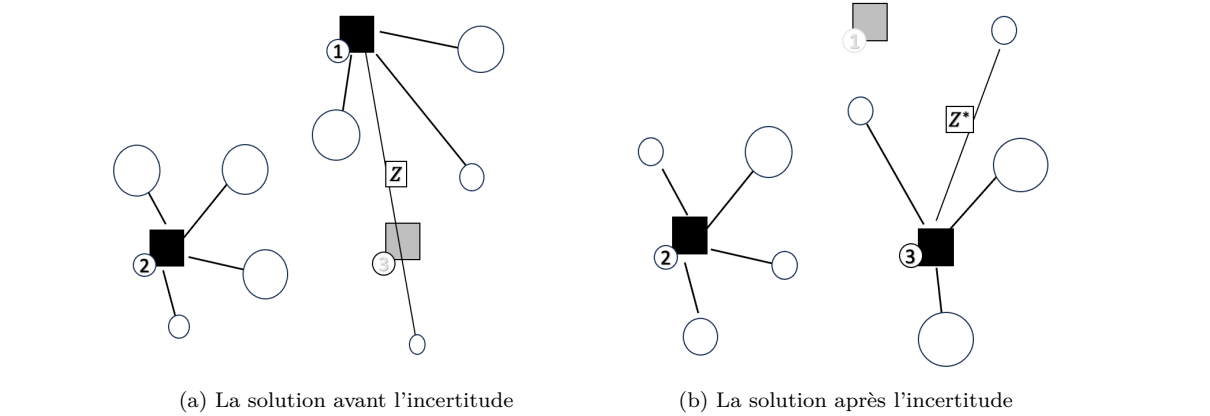 1
1
Z*
Z
2
3
2
3
(a) La solution avant l'incertitude
(b) La solution après l'incertitude